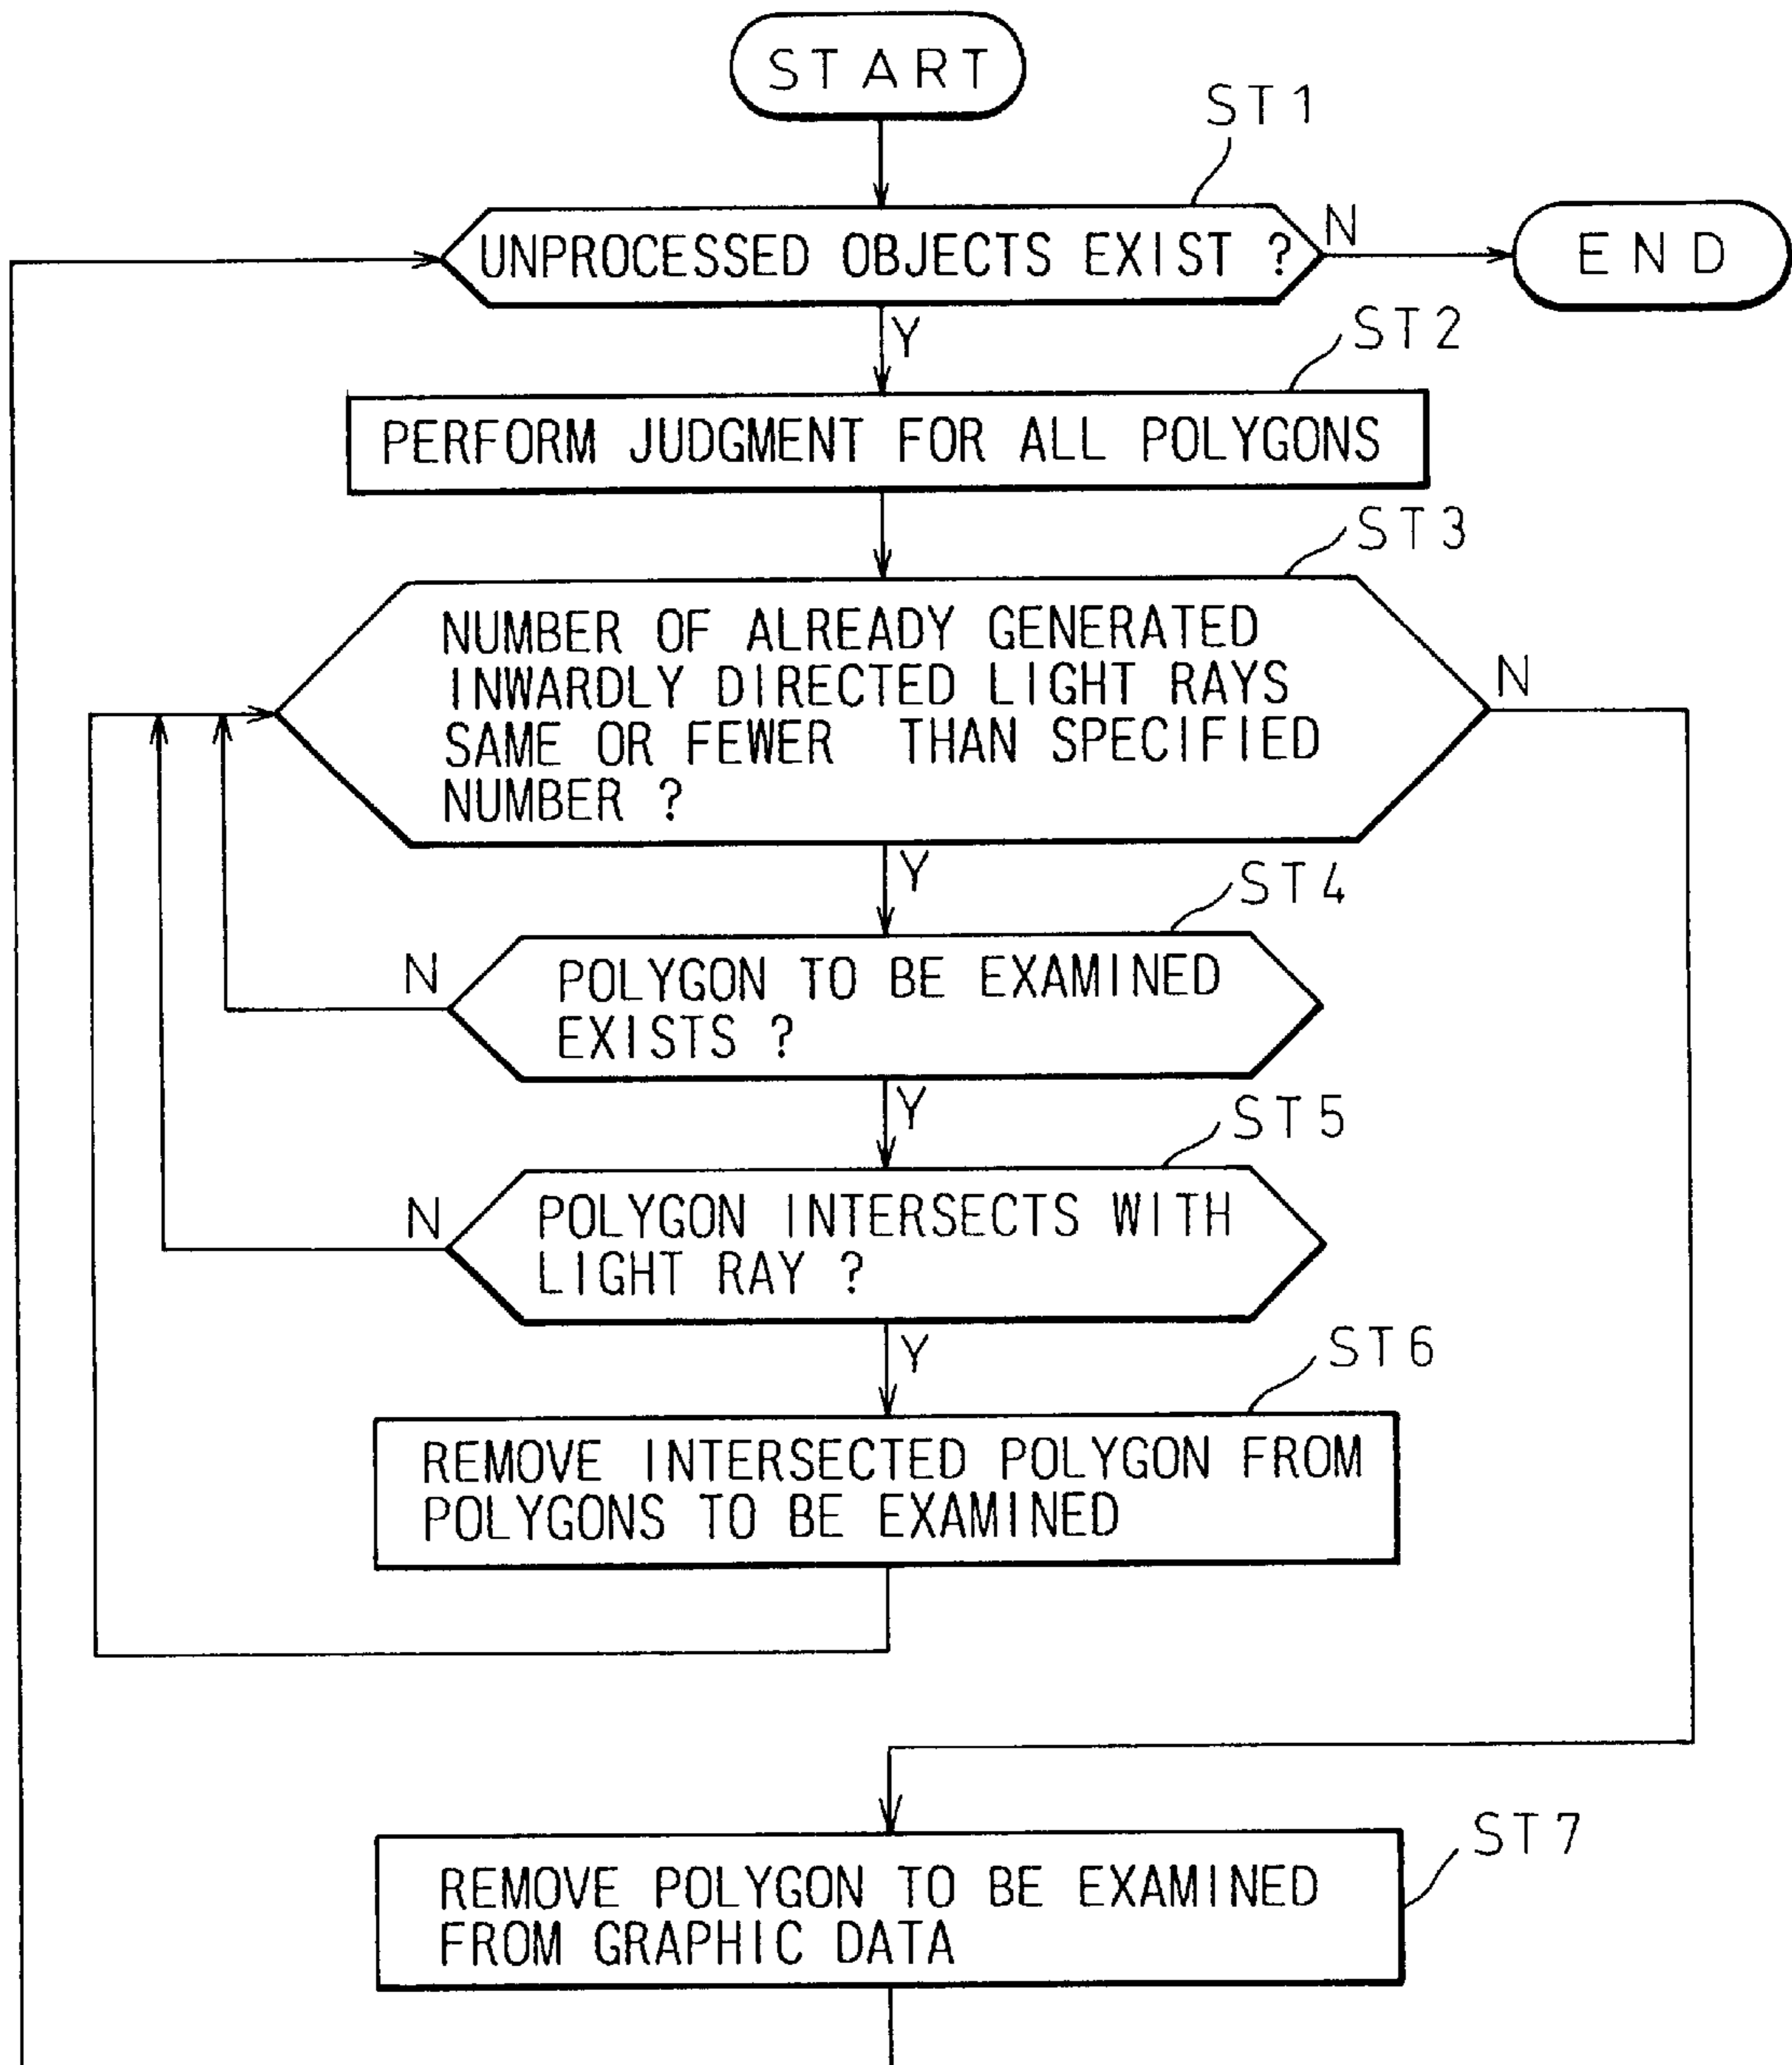 START
ST1
UNPROCESSED OBJECTS EXIST ?
N
END
Y
ST2
PERFORM JUDGMENT FOR ALL POLYGONS
ST3
NUMBER OF ALREADY GENERATED
INWARDLY DIRECTED LIGHT RAYS
SAME OR FEWER THAN SPECIFIED
NUMBER ?
N
Y
ST4
N
POLYGON TO BE EXAMINED
EXISTS ?
Y
ST5
N
POLYGON INTERSECTS WITH
LIGHT RAY ?
Y
ST6
REMOVE INTERSECTED POLYGON FROM
POLYGONS TO BE EXAMINED
ST7
REMOVE POLYGON TO BE EXAMINED
FROM GRAPHIC DATA